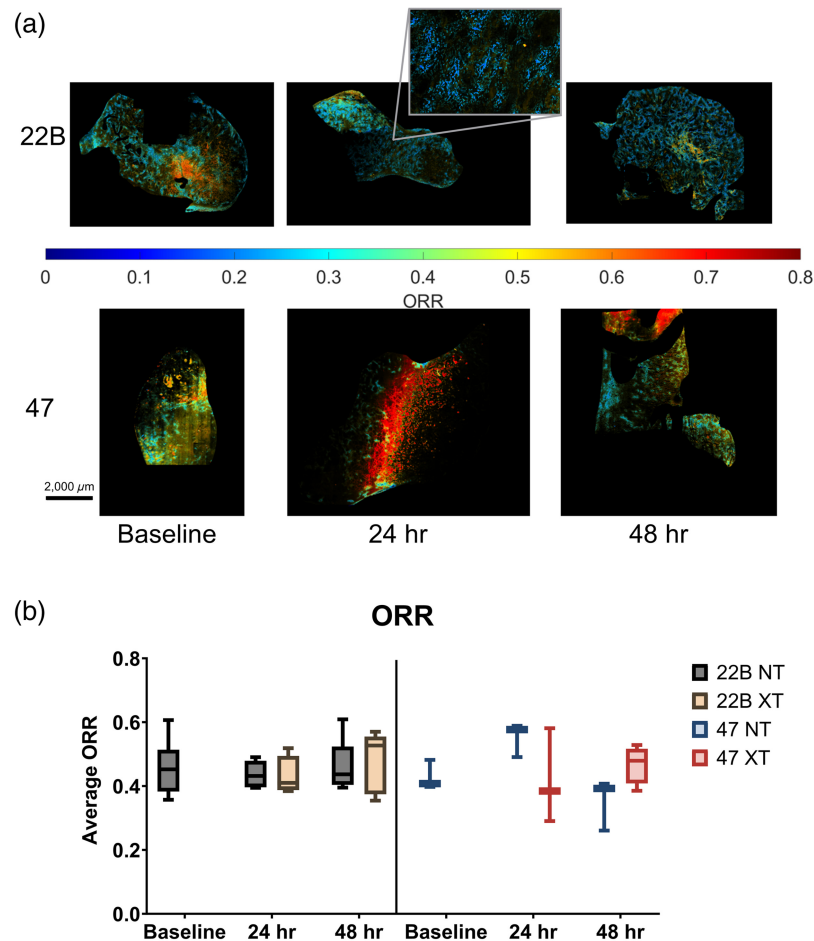 (a)
22B
0 0.1 0.2 0.3 0.4 0.5 0.6 0.7 0.8
ORR
47
2,000 µm
Baseline 24 hr 48 hr
(b)
ORR
Average ORR
0.8
0.6
0.4
0.2
0.0
Baseline 24 hr 48 hr Baseline 24 hr 48 hr
22B NT
22B XT
47 NT
47 XT